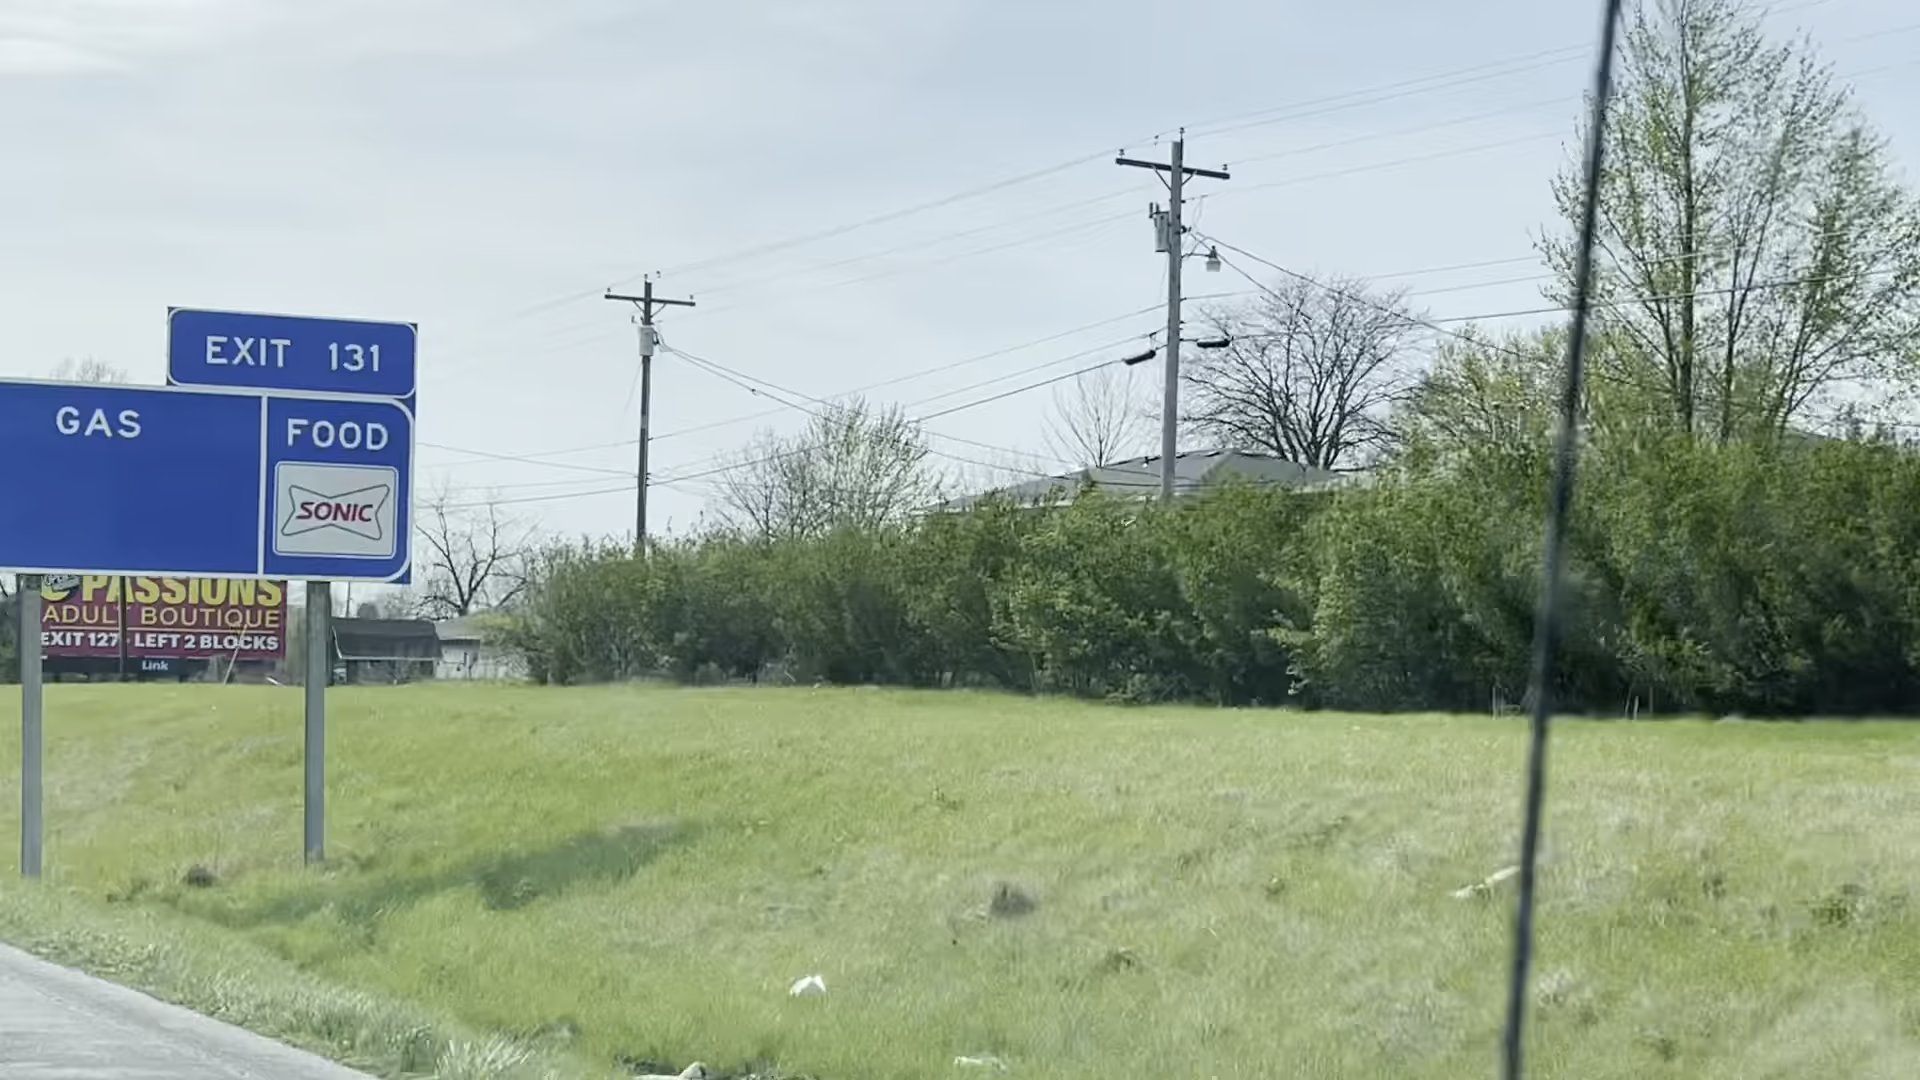 EXIT 131
GAS
FOOD
SONIC
PASSIONS
ADULT BOUTIQUE
EXIT 127 - LEFT 2 BLOCKS
Link